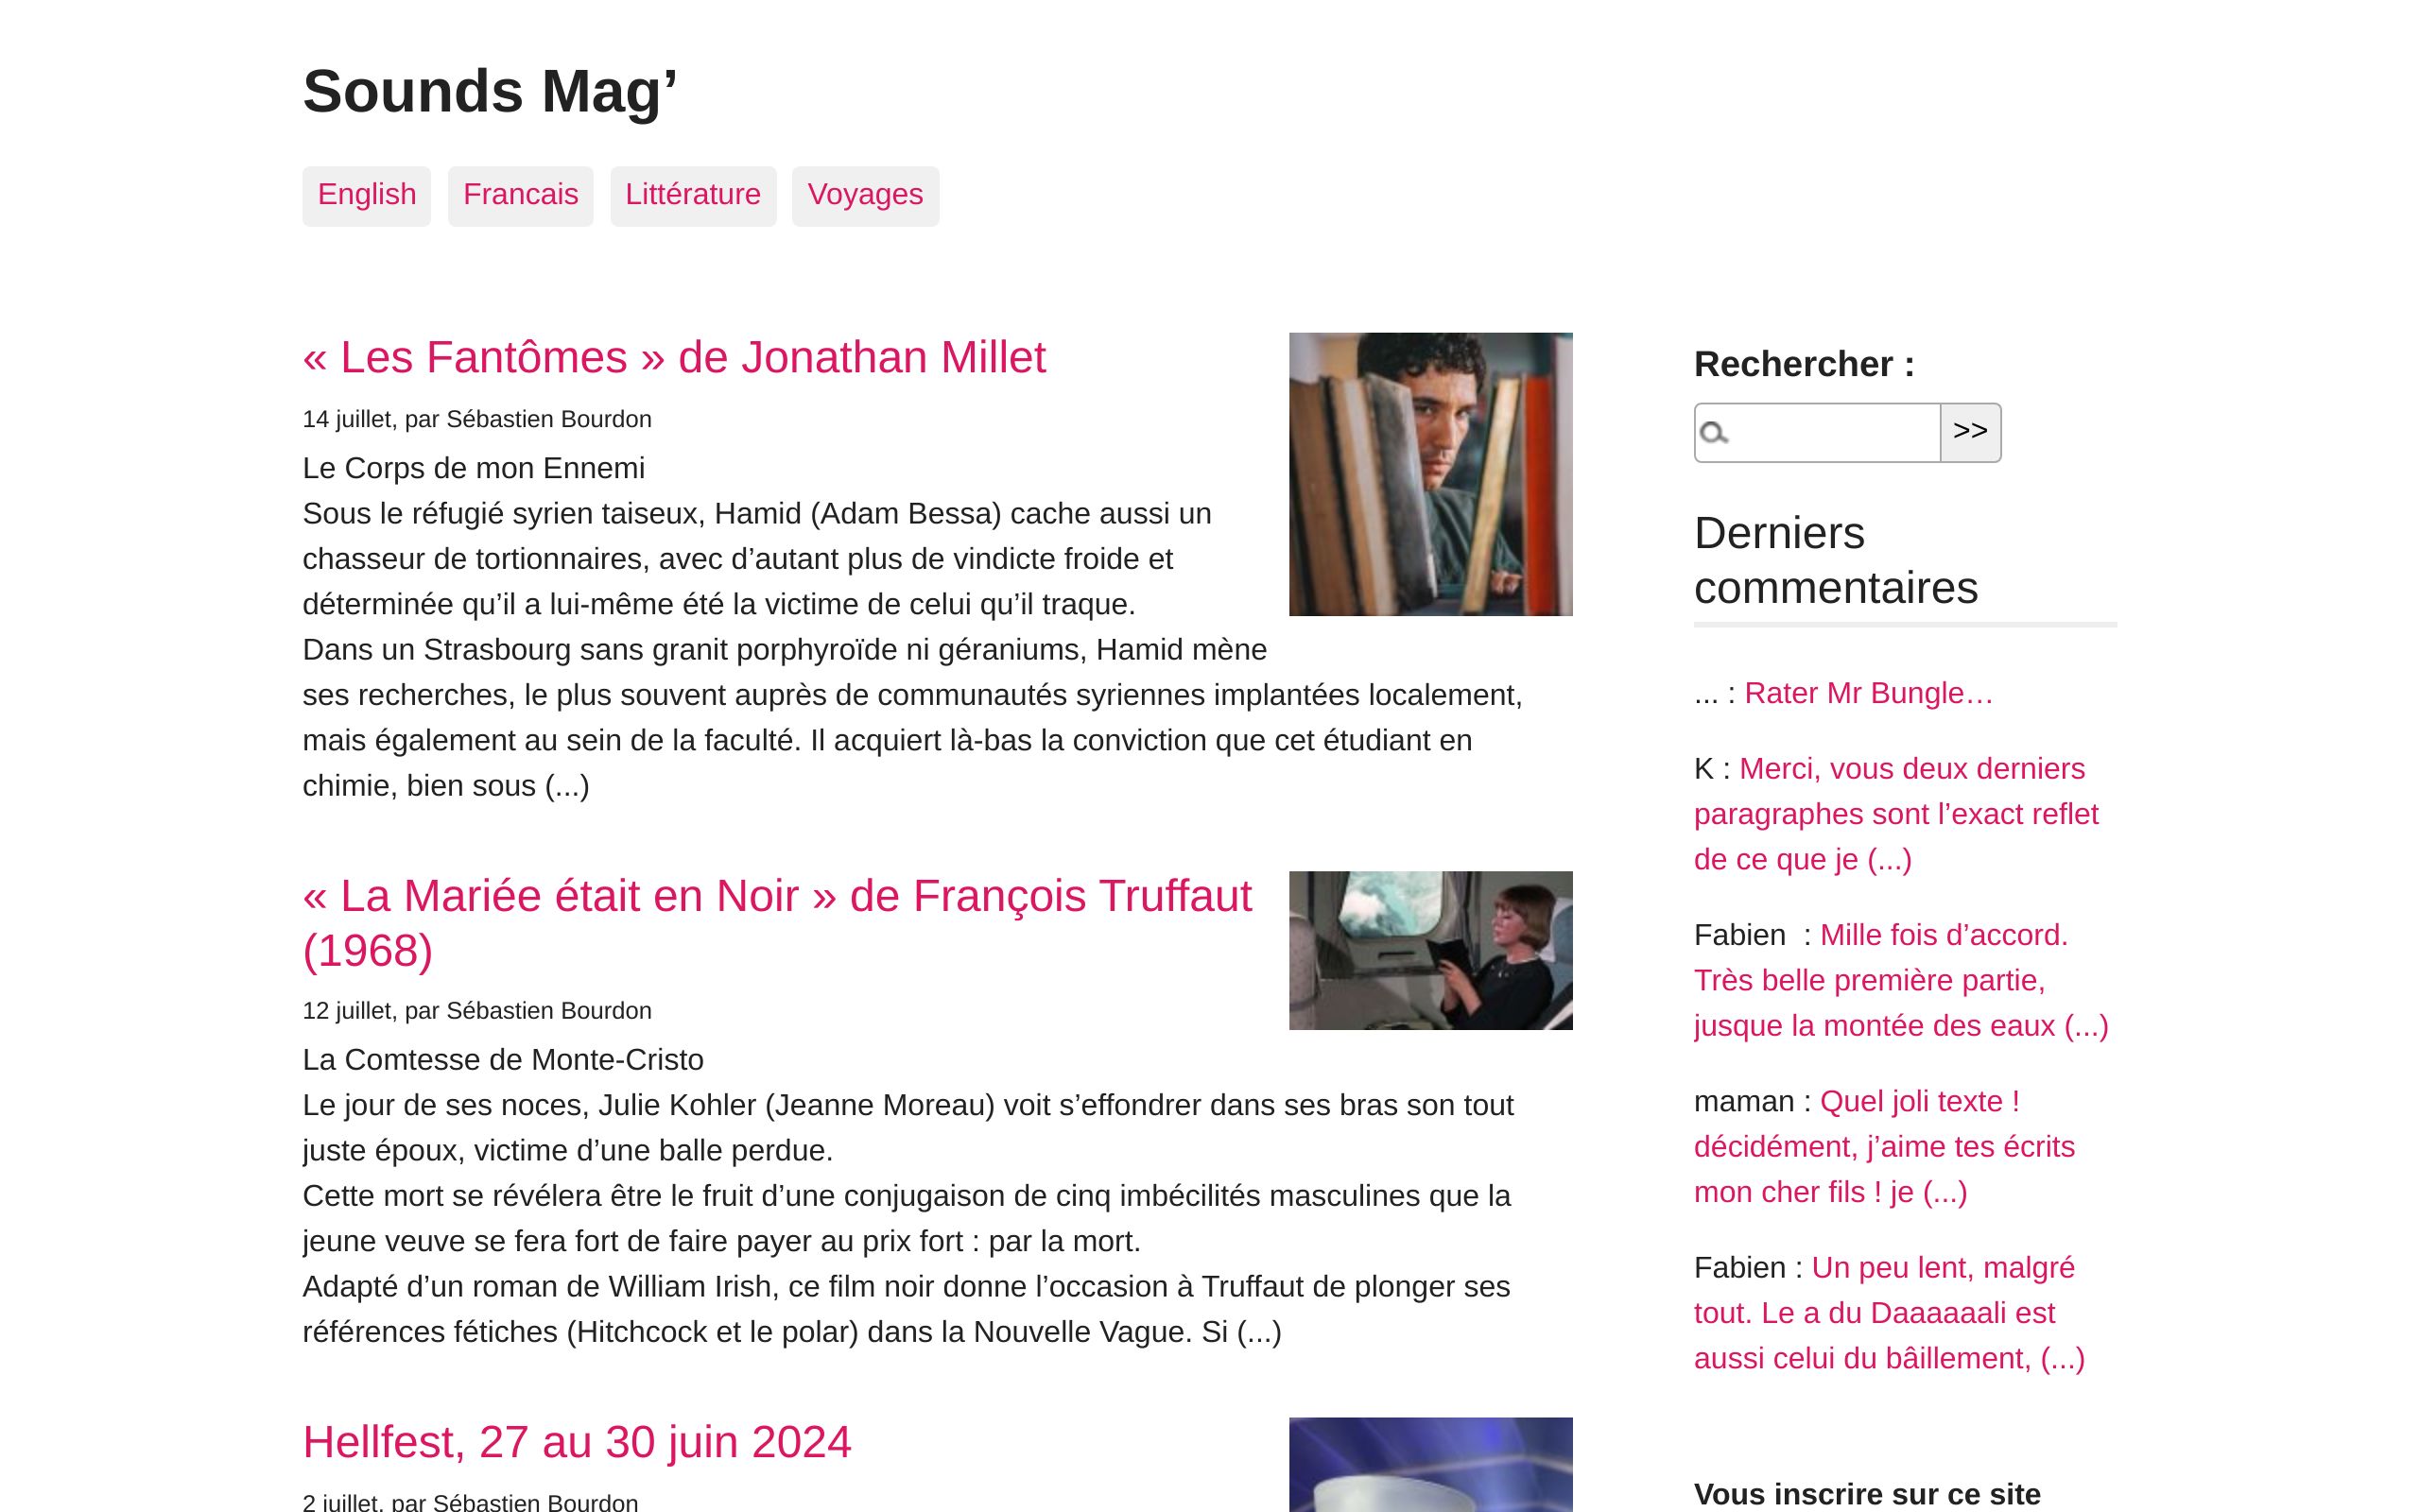 Sounds Mag’
English
Francais
Littérature
Voyages
« Les Fantômes » de Jonathan Millet
14 juillet, par Sébastien Bourdon
Le Corps de mon Ennemi
Sous le réfugié syrien taiseux, Hamid (Adam Bessa) cache aussi un
chasseur de tortionnaires, avec d’autant plus de vindicte froide et
déterminée qu’il a lui-même été la victime de celui qu’il traque.
Dans un Strasbourg sans granit porphyroïde ni géraniums, Hamid mène
ses recherches, le plus souvent auprès de communautés syriennes implantées localement,
mais également au sein de la faculté. Il acquiert là-bas la conviction que cet étudiant en
chimie, bien sous (...)
« La Mariée était en Noir » de François Truffaut
(1968)
12 juillet, par Sébastien Bourdon
La Comtesse de Monte-Cristo
Le jour de ses noces, Julie Kohler (Jeanne Moreau) voit s’effondrer dans ses bras son tout
juste époux, victime d’une balle perdue.
Cette mort se révélera être le fruit d’une conjugaison de cinq imbécilités masculines que la
jeune veuve se fera fort de faire payer au prix fort : par la mort.
Adapté d’un roman de William Irish, ce film noir donne l’occasion à Truffaut de plonger ses
références fétiches (Hitchcock et le polar) dans la Nouvelle Vague. Si (...)
Hellfest, 27 au 30 juin 2024
2 juillet, par Sébastien Bourdon
Rechercher :
>>
Derniers
commentaires
... : Rater Mr Bungle…
K : Merci, vous deux derniers
paragraphes sont l’exact reflet
de ce que je (...)
Fabien  : Mille fois d’accord.
Très belle première partie,
jusque la montée des eaux (...)
maman : Quel joli texte !
décidément, j’aime tes écrits
mon cher fils ! je (...)
Fabien : Un peu lent, malgré
tout. Le a du Daaaaaali est
aussi celui du bâillement, (...)
Vous inscrire sur ce site